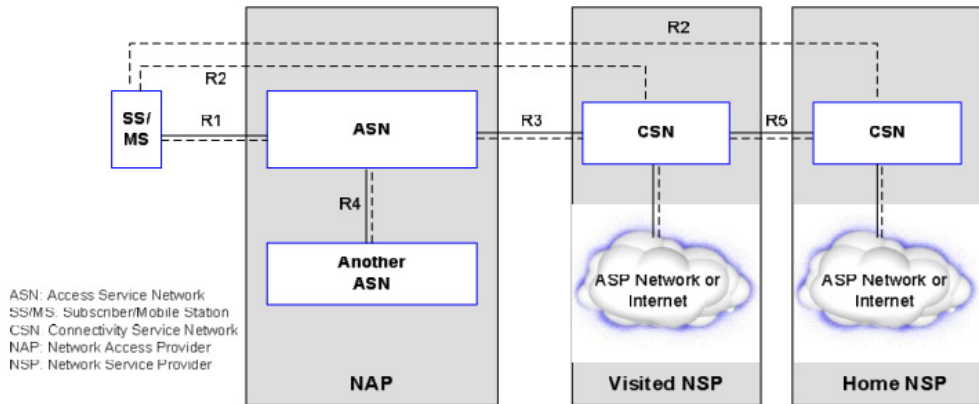 R2
R2
SS/
MS
R1
ASN
R3
CSN
R5
CSN
R4
Another
ASN
ASP Network or
Internet
ASP Network or
Internet
ASN: Access Service Network
SS/MS: Subscriber/Mobile Station
CSN: Connectivity Service Network
NAP: Network Access Provider
NSP: Network Service Provider
NAP
Visited NSP
Home NSP